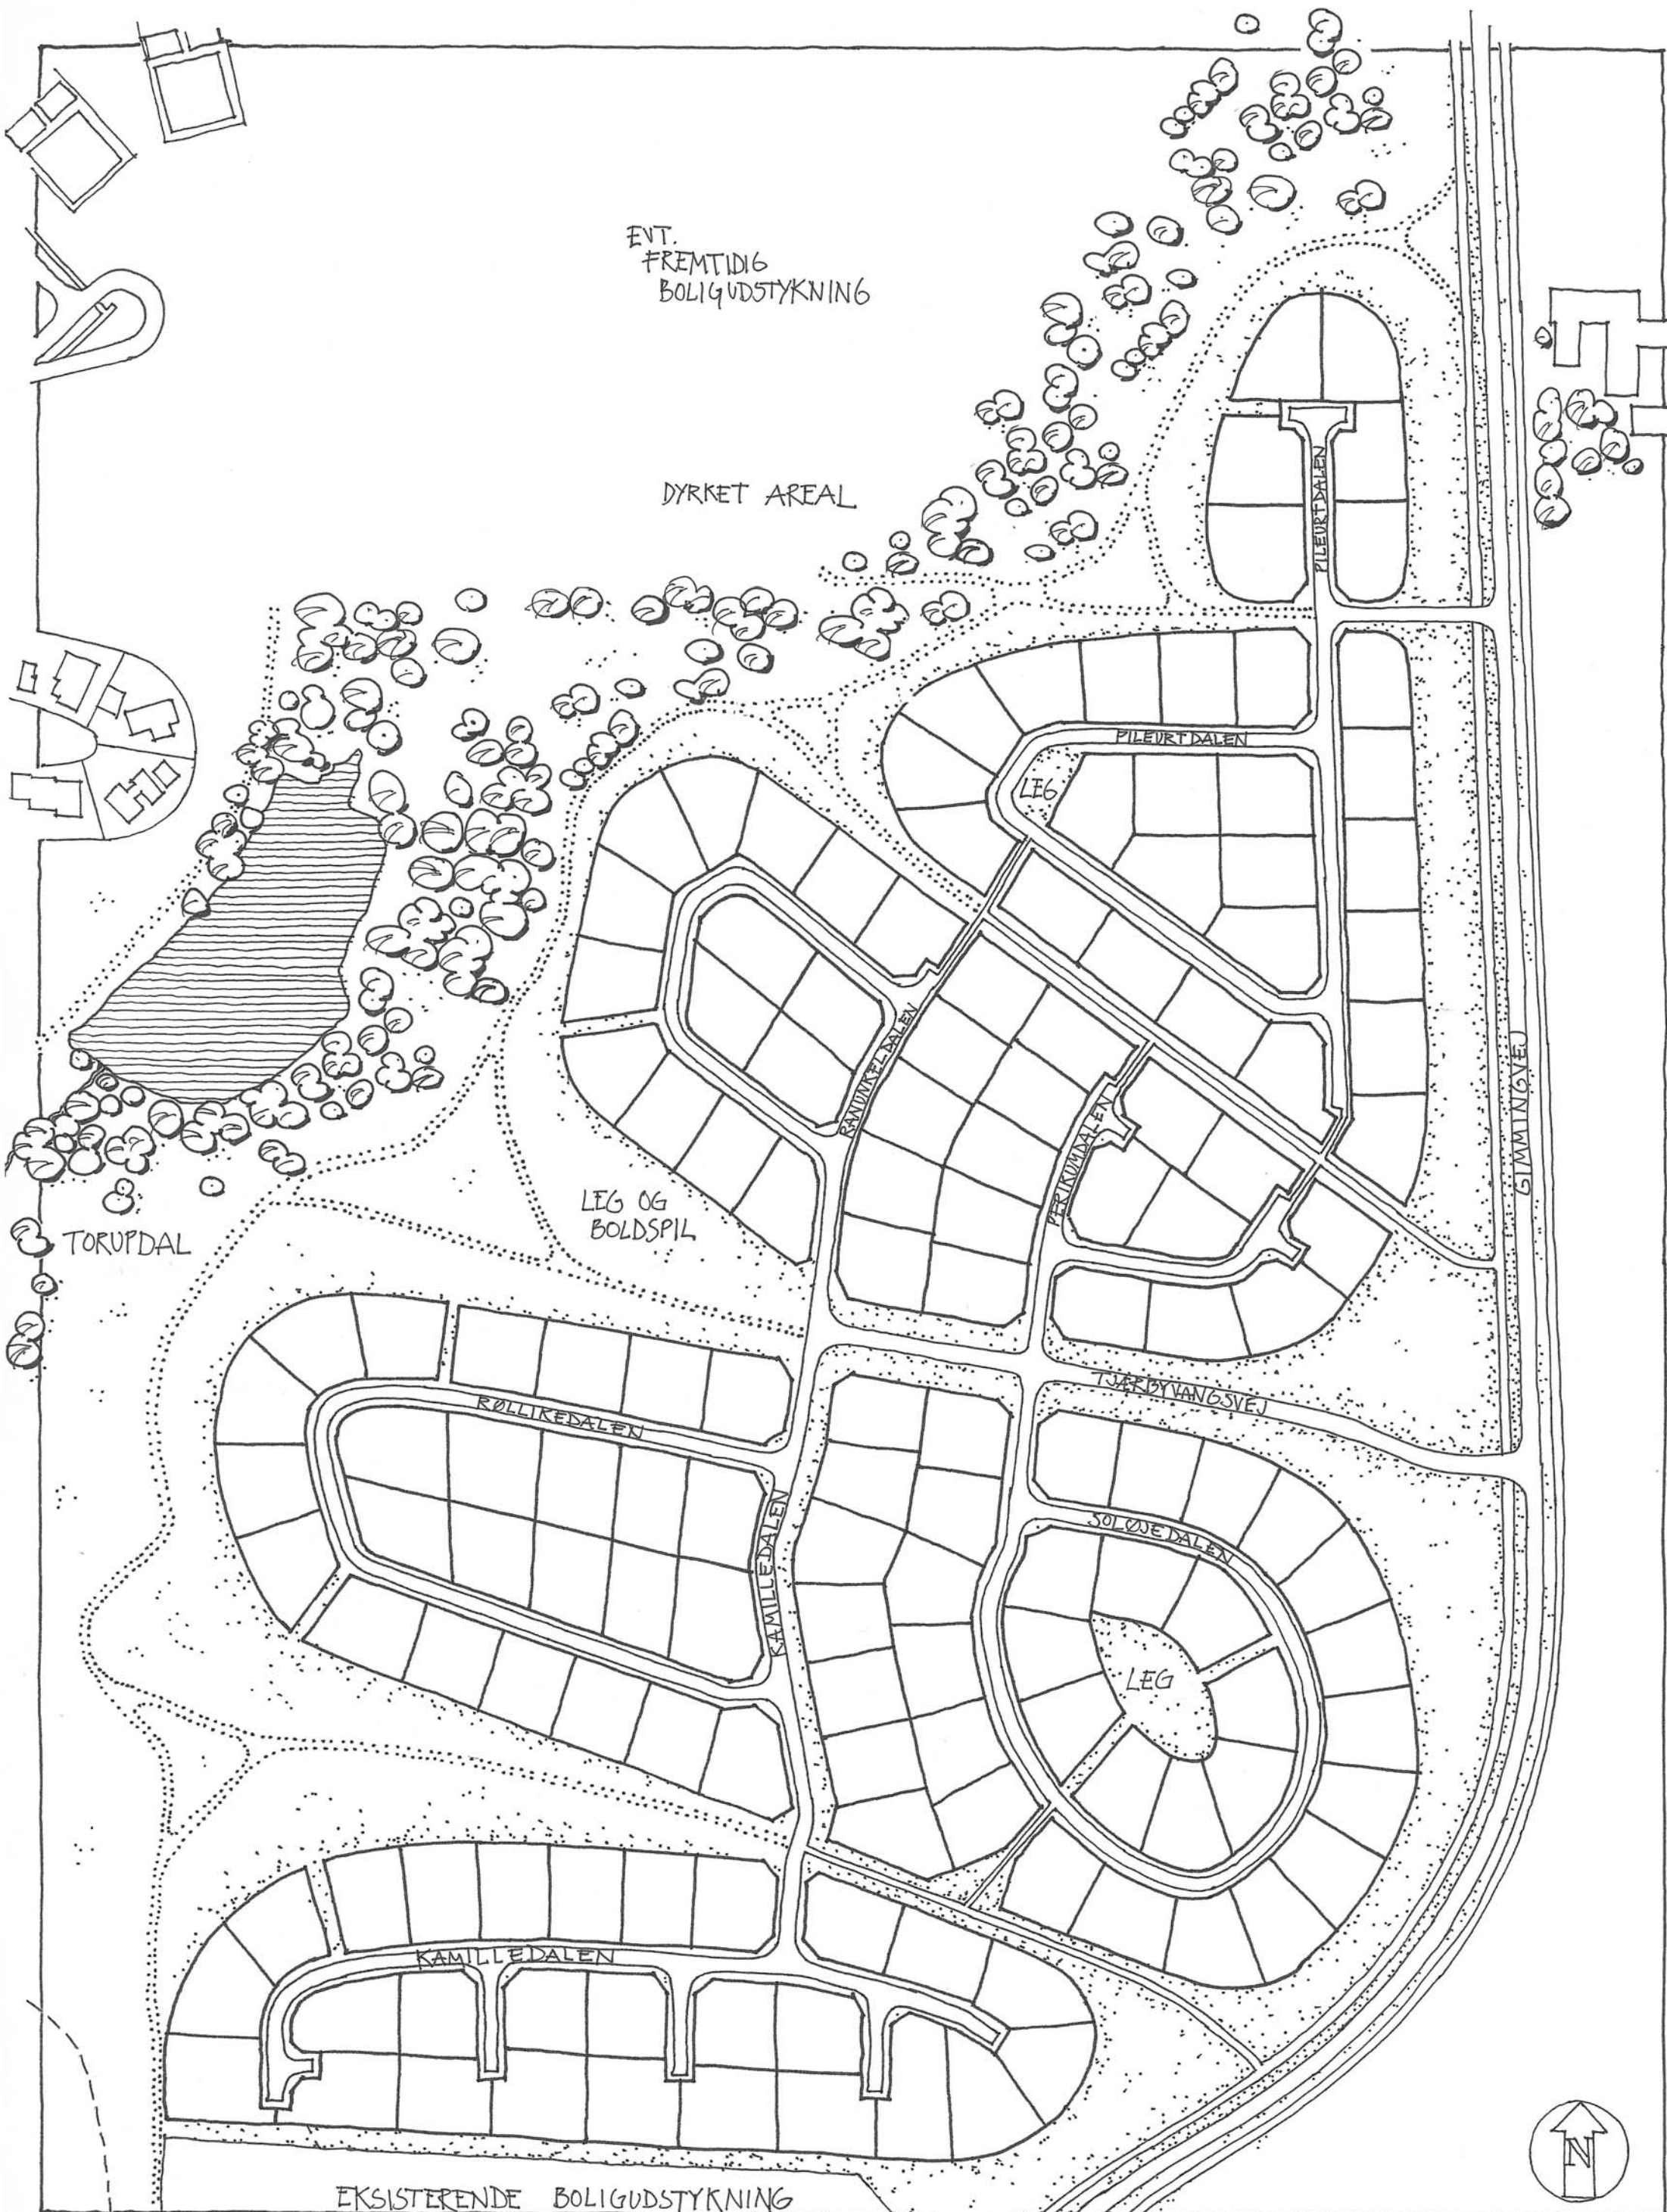 EVT.
FREMTIDIG
BOLIGUDSTYKNING
DYRKET AREAL
PILEURTDALEN
PILEURTDALEN
LEG
RANUNKELDALEN
PERIKUMDALEN
GIMMINGVEJ
LEG OG
BOLDSPIL
TORUPDAL
TJÆRBYVANGSVEJ
RØLLIKEDALEN
KAMILLEDALEN
SOLØJEDALEN
LEG
KAMILLEDALEN
N
EKSISTERENDE BOLIGUDSTYKNING